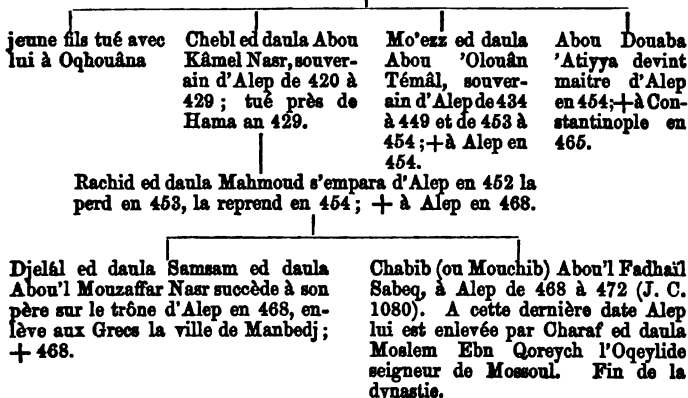 jeune fils tué avec
lui à Oqhouâna
Chebl ed daula Abou
Kâmel Nasr, souver-
ain d'Alep de 420 à
429 ; tué près de
Hama an 429.
Mo'ezz ed daula
Abou 'Olouân
Témâl, souver-
ain d'Alep de 434
à 449 et de 453 à
454 ;+à Alep en
454.
Abou Douaba
'Atiyya devint
maitre d'Alep
en 454;+à Con-
stantinople en
465.
Rachid ed daula Mahmoud s'empara d'Alep en 452 la
perd en 453, la reprend en 454 ; + à Alep en 468.
Djelâl ed daula Samsam ed daula
Abou'l Mouzaffar Nasr succède à son
père sur le trône d'Alep en 468, en-
lève aux Grecs la ville de Manbedj ;
+ 468.
Chabib (ou Mouchib) Abou'l Fadhaïl
Sabeq, à Alep de 468 à 472 (J. C.
1080). A cette dernière date Alep
lui est enlevée par Charaf ed daula
Moslem Ebn Qoreych l'Oqeylide
seigneur de Mossoul. Fin de la
dynastie.